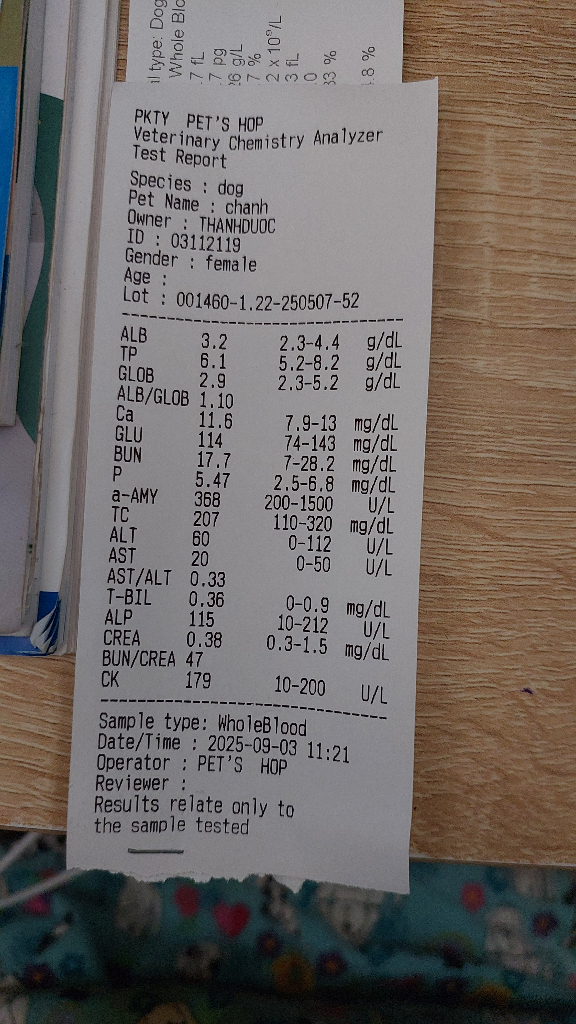 l type: Dog
Whole Blo
.7 fL
.7 pg
6 g/L
7 %
2 x 10⁹/L
3 fL
.0
33 %
.8 %
PKTY PET'S HOP
Veterinary Chemistry Analyzer
Test Report
Species : dog
Pet Name : chanh
Owner : THANHDUOC
ID : 03112119
Gender : female
Age :
Lot : 001460-1.22-250507-52
ALB 3.2 2.3-4.4 g/dL
TP 6.1 5.2-8.2 g/dL
GLOB 2.9 2.3-5.2 g/dL
ALB/GLOB 1.10
Ca 11.6 7.9-13 mg/dL
GLU 114 74-143 mg/dL
BUN 17.7 7-28.2 mg/dL
P 5.47 2.5-6.8 mg/dL
a-AMY 368 200-1500 U/L
TC 207 110-320 mg/dL
ALT 60 0-112 U/L
AST 20 0-50 U/L
AST/ALT 0.33
T-BIL 0.36 0-0.9 mg/dL
ALP 115 10-212 U/L
CREA 0.38 0.3-1.5 mg/dL
BUN/CREA 47
CK 179 10-200 U/L
Sample type: WholeBlood
Date/Time : 2025-09-03 11:21
Operator : PET'S HOP
Reviewer :
Results relate only to
the sample tested